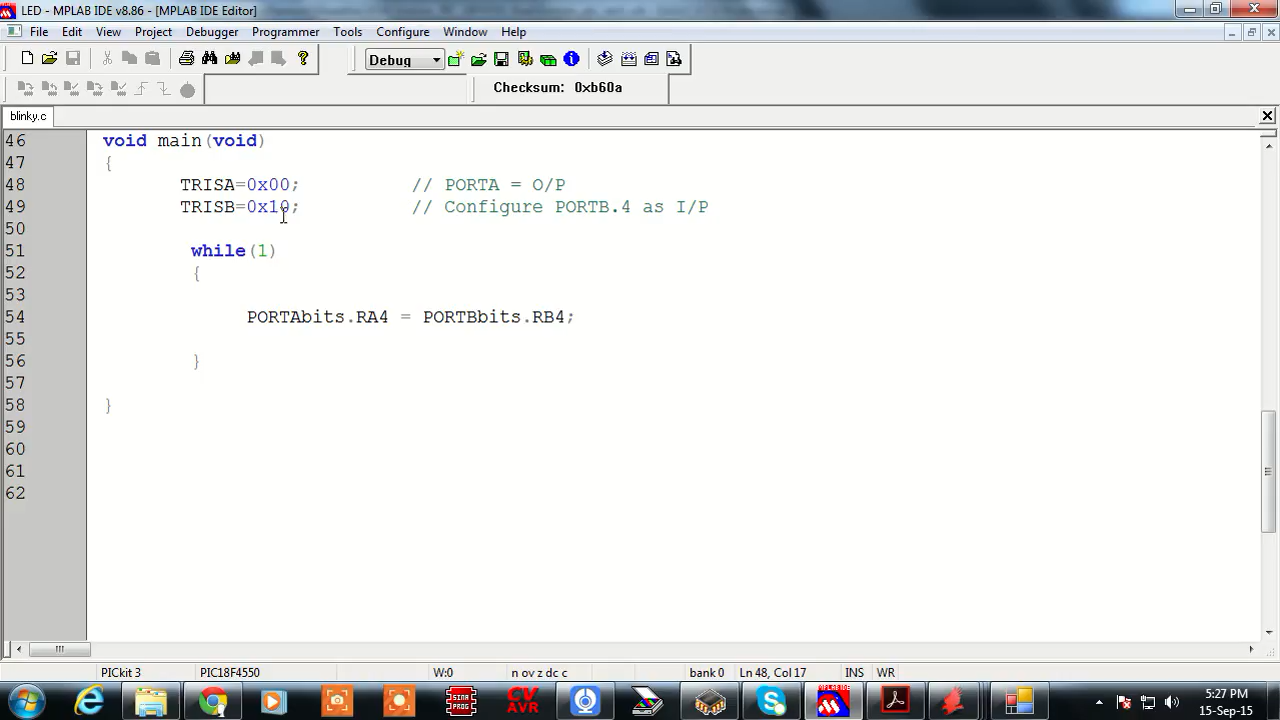 LED - MPLAB IDE v8.86 - [MPLAB IDE Editor]
File Edit View Project Debugger Programmer Tools Configure Window Help
Debug
Checksum: 0xb60a
blinky.c
46 void main(void)
47 {
48 TRISA=0x00; // PORTA = O/P
49 TRISB=0x10; // Configure PORTB.4 as I/P
50
51 while(1)
52 {
53
54 PORTAbits.RA4 = PORTBbits.RB4;
55
56 }
57
58 }
59
60
61
62
PICkit 3 PIC18F4550 W:0 n ov z dc c bank 0 Ln 48, Col 17 INS WR
SINA PROG CV AVR MPLAB IDE
5:27 PM
15-Sep-15